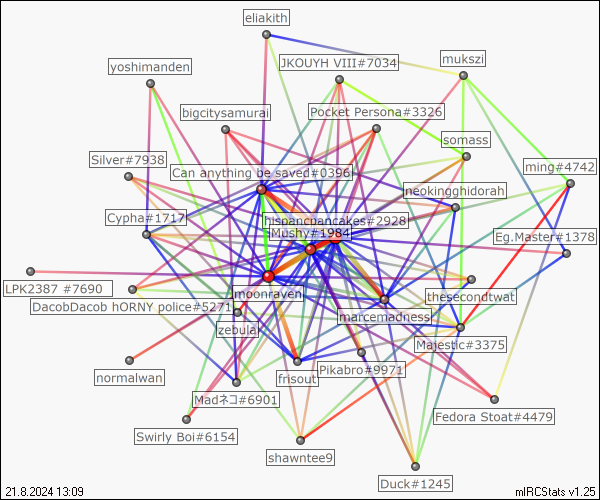 eliakith
mukszi
JKOUYH VIII#7034
yoshimanden
bigcitysamurai
Pocket Persona#3326
somass
Silver#7938
ming#4742
Can anything be saved#0396
neokingghidorah
Cypha#1717
hispancpancakes#2928
Mushy#1984
Eg.Master#1378
LPK2387 #7690
moonraven
thesecondtwat
DacobDacob hORNY police#5271
marcemadness
zebulak
Majestic#3375
normalwan
frisout
Pikabro#9971
Madネコ#6901
Fedora Stoat#4479
Swirly Boi#6154
shawntee9
Duck#1245
21.8.2024 13:09
mIRCStats v1.25